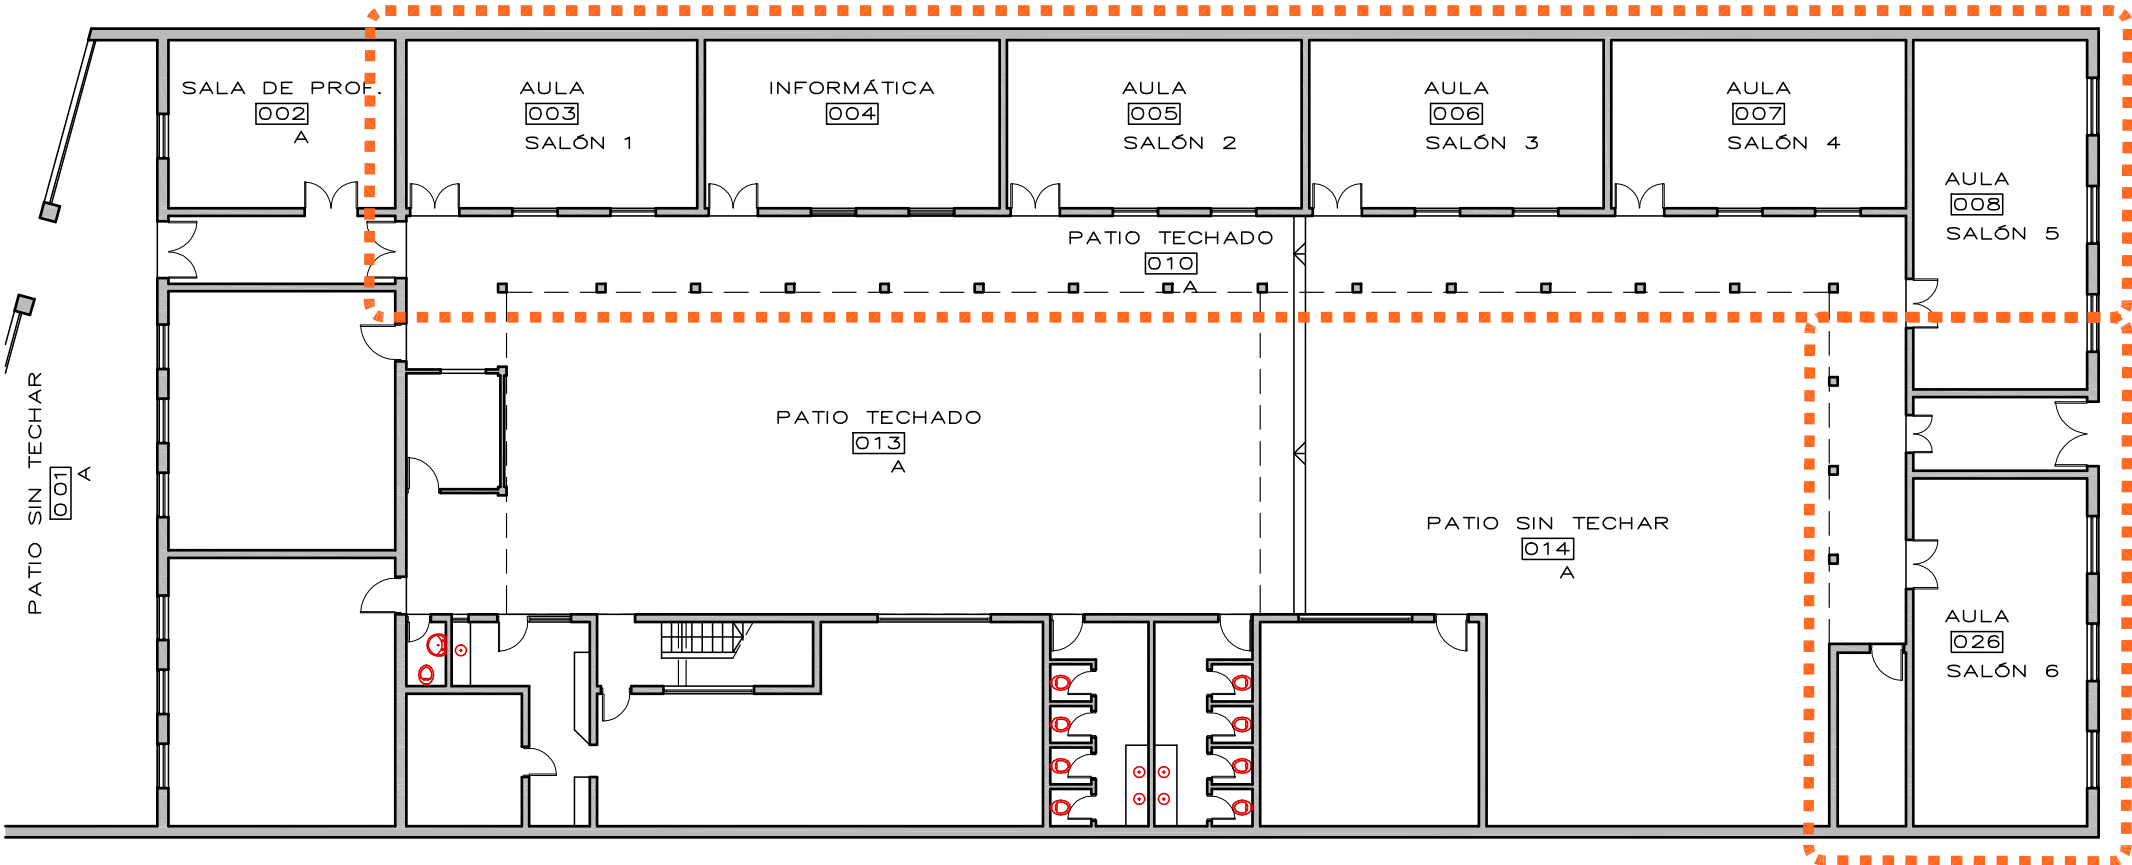 SALA DE PROF.
002
A
AULA
003
SALÓN 1
INFORMÁTICA
004
AULA
005
SALÓN 2
AULA
006
SALÓN 3
AULA
007
SALÓN 4
AULA
008
SALÓN 5
PATIO TECHADO
010
A
PATIO SIN TECHAR
001
A
PATIO TECHADO
013
A
PATIO SIN TECHAR
014
A
AULA
026
SALÓN 6